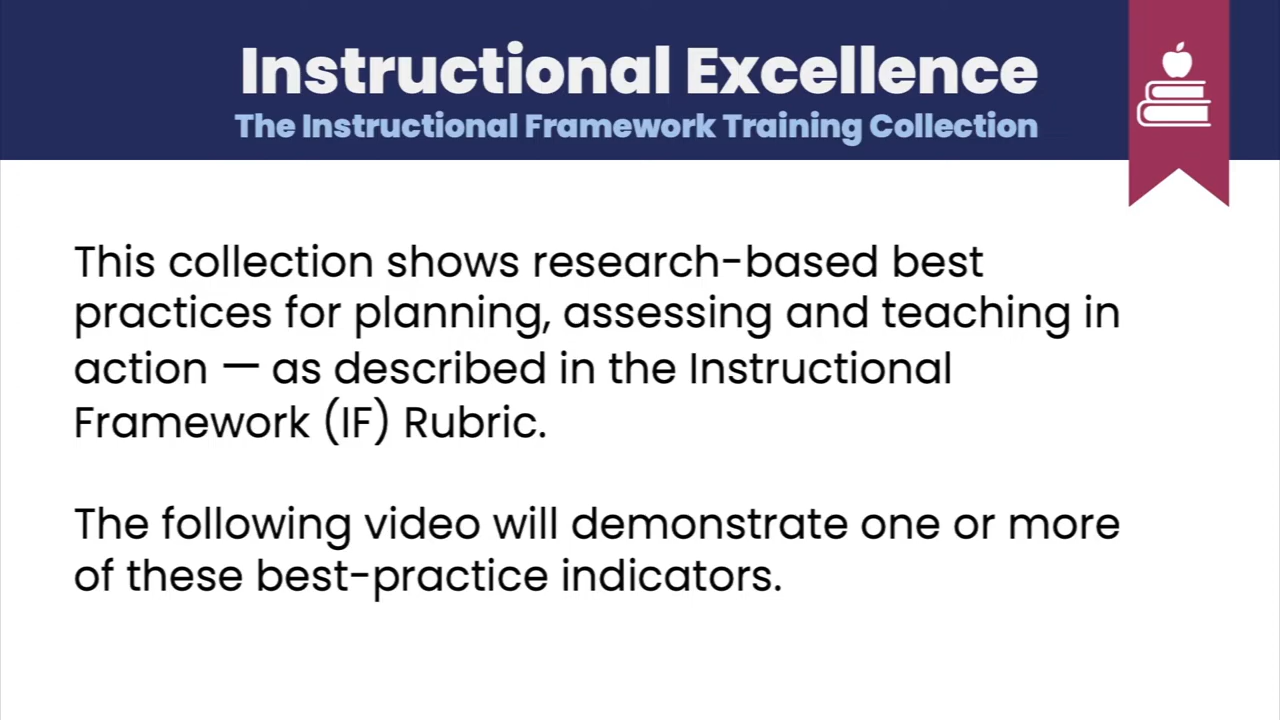 Instructional Excellence
The Instructional Framework Training Collection
This collection shows research-based best
practices for planning, assessing and teaching in
action — as described in the Instructional
Framework (IF) Rubric.
The following video will demonstrate one or more
of these best-practice indicators.